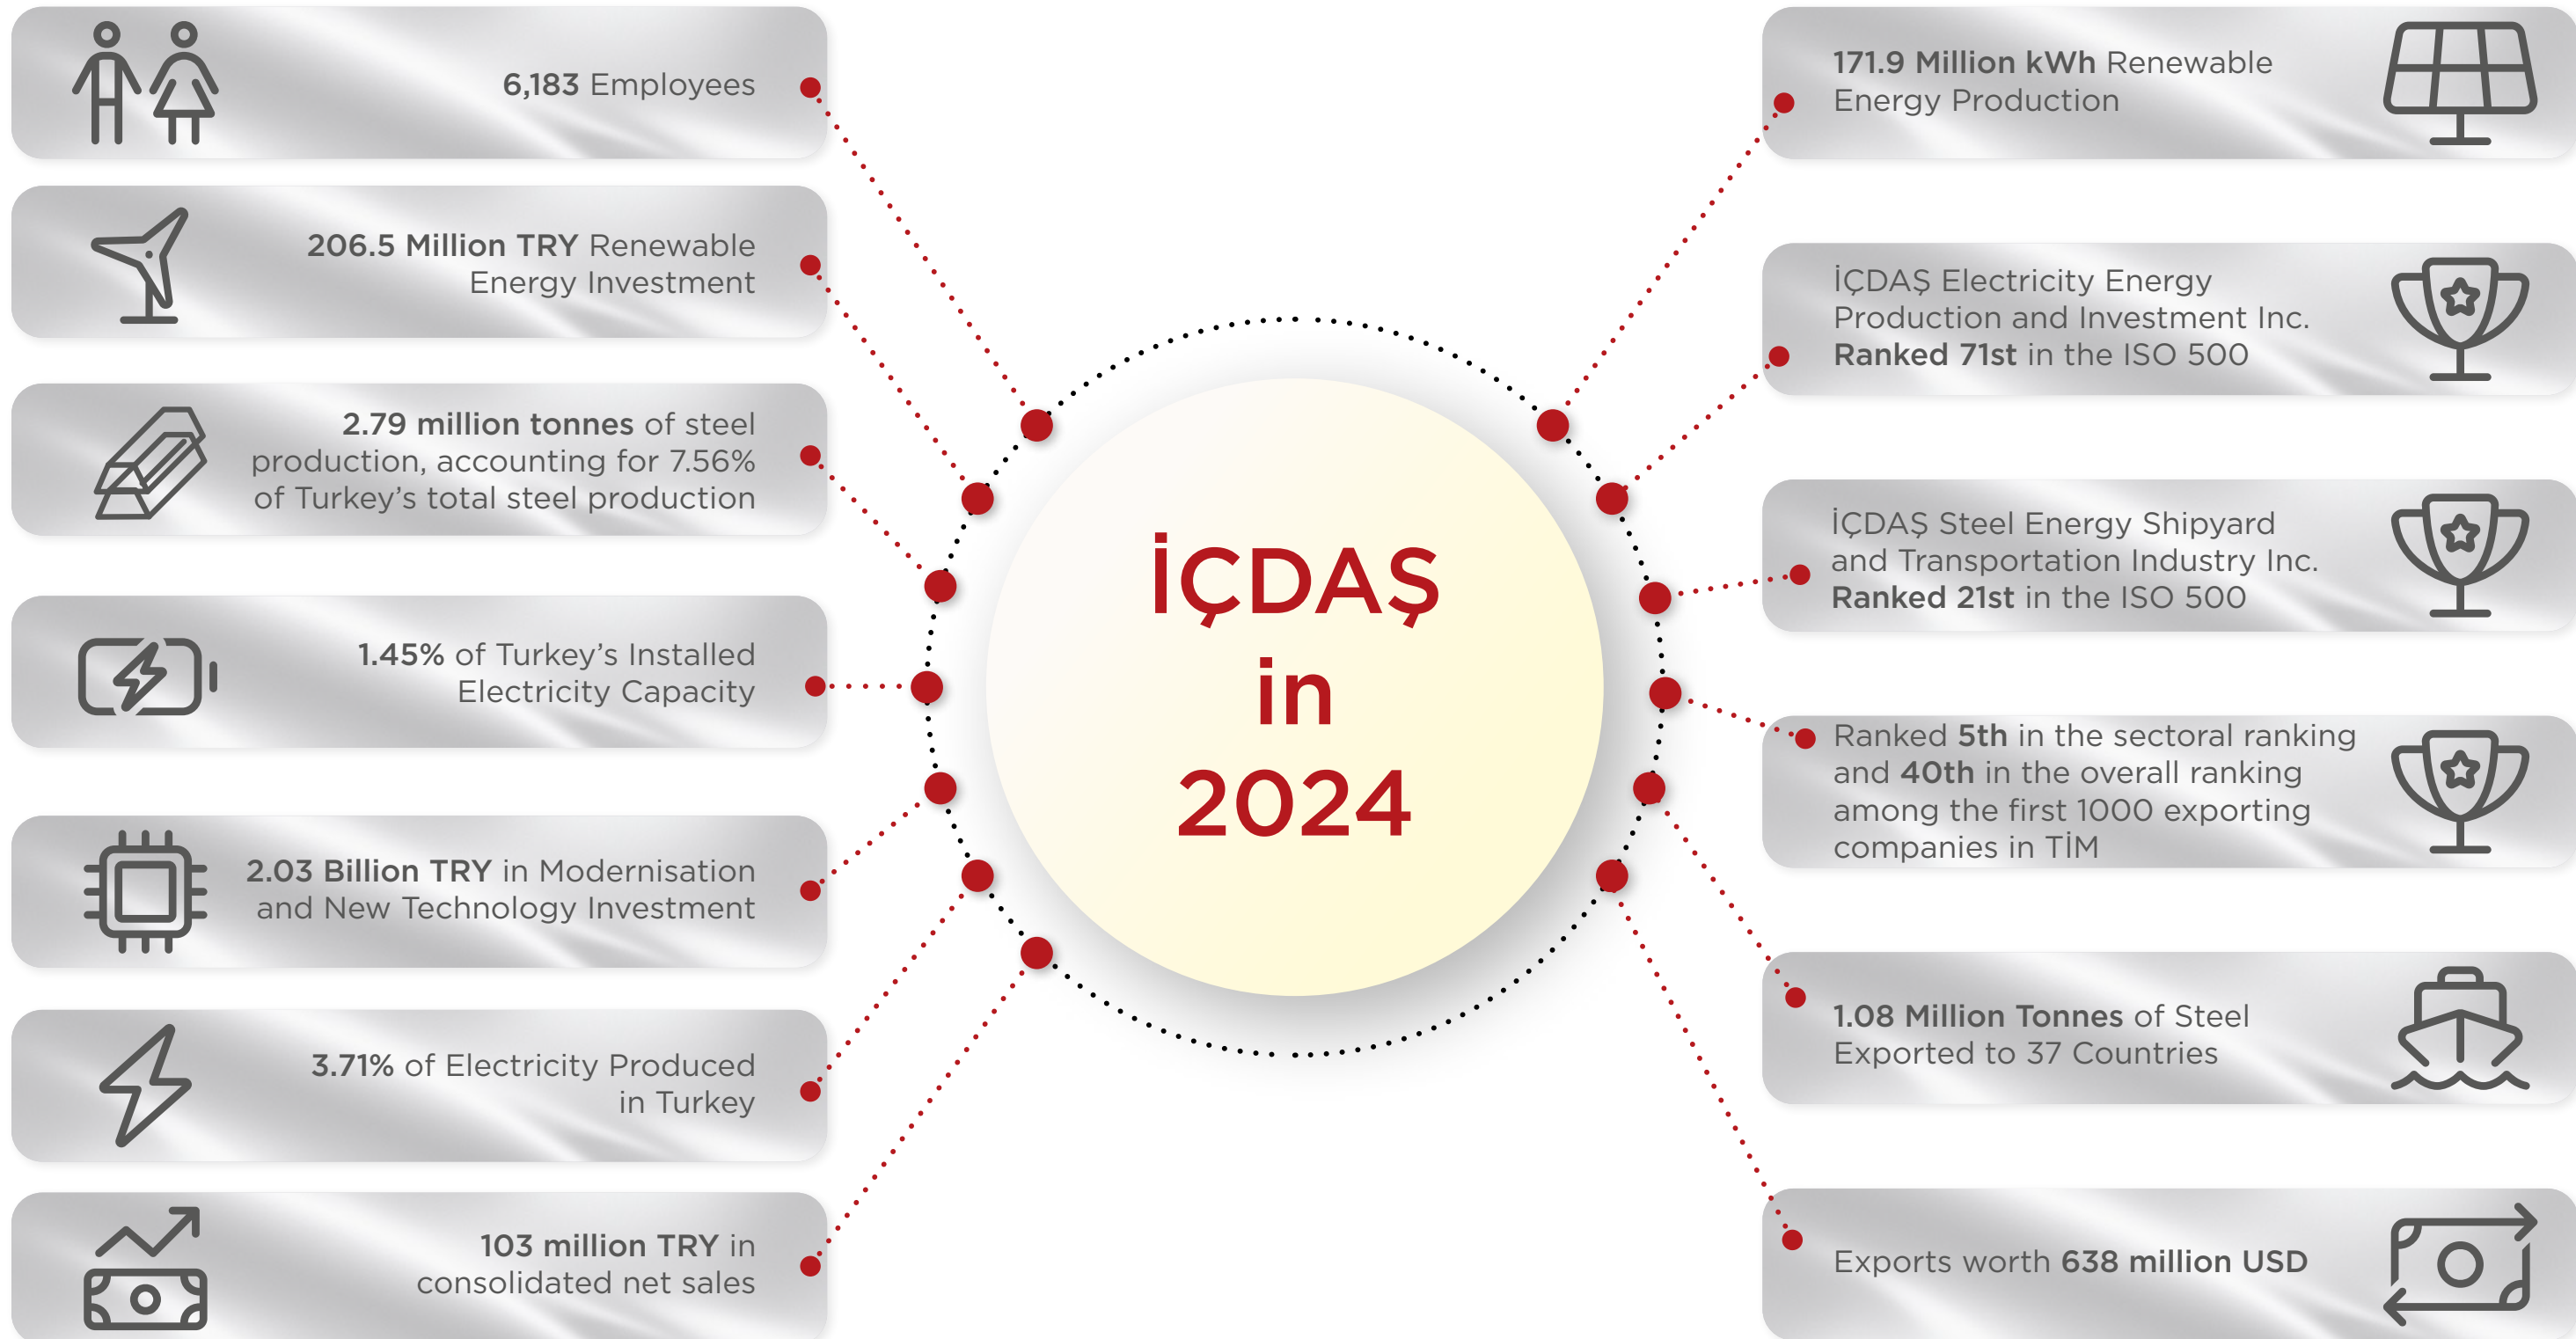 6,183 Employees
206.5 Million TRY Renewable
Energy Investment
2.79 million tonnes of steel
production, accounting for 7.56%
of Turkey’s total steel production
1.45% of Turkey’s Installed
Electricity Capacity
2.03 Billion TRY in Modernisation
and New Technology Investment
3.71% of Electricity Produced
in Turkey
103 million TRY in
consolidated net sales
İÇDAŞ
in
2024
171.9 Million kWh Renewable
Energy Production
İÇDAŞ Electricity Energy
Production and Investment Inc.
Ranked 71st in the ISO 500
İÇDAŞ Steel Energy Shipyard
and Transportation Industry Inc.
Ranked 21st in the ISO 500
Ranked 5th in the sectoral ranking
and 40th in the overall ranking
among the first 1000 exporting
companies in TİM
1.08 Million Tonnes of Steel
Exported to 37 Countries
Exports worth 638 million USD